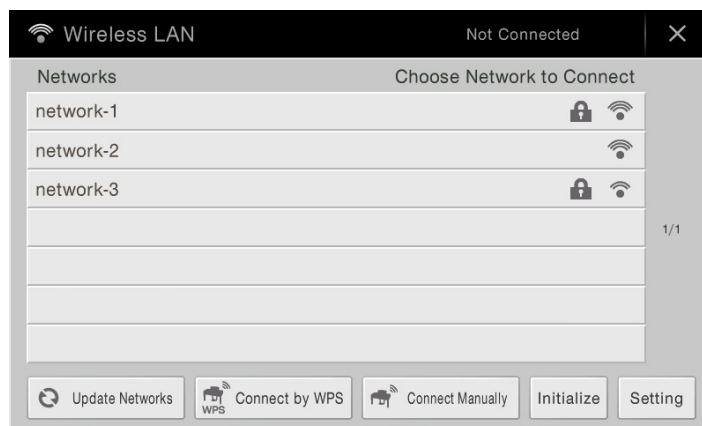 Wireless LAN Not Connected
Networks Choose Network to Connect
network-1
network-2
network-3
1/1
Update Networks WPS Connect by WPS Connect Manually Initialize Setting